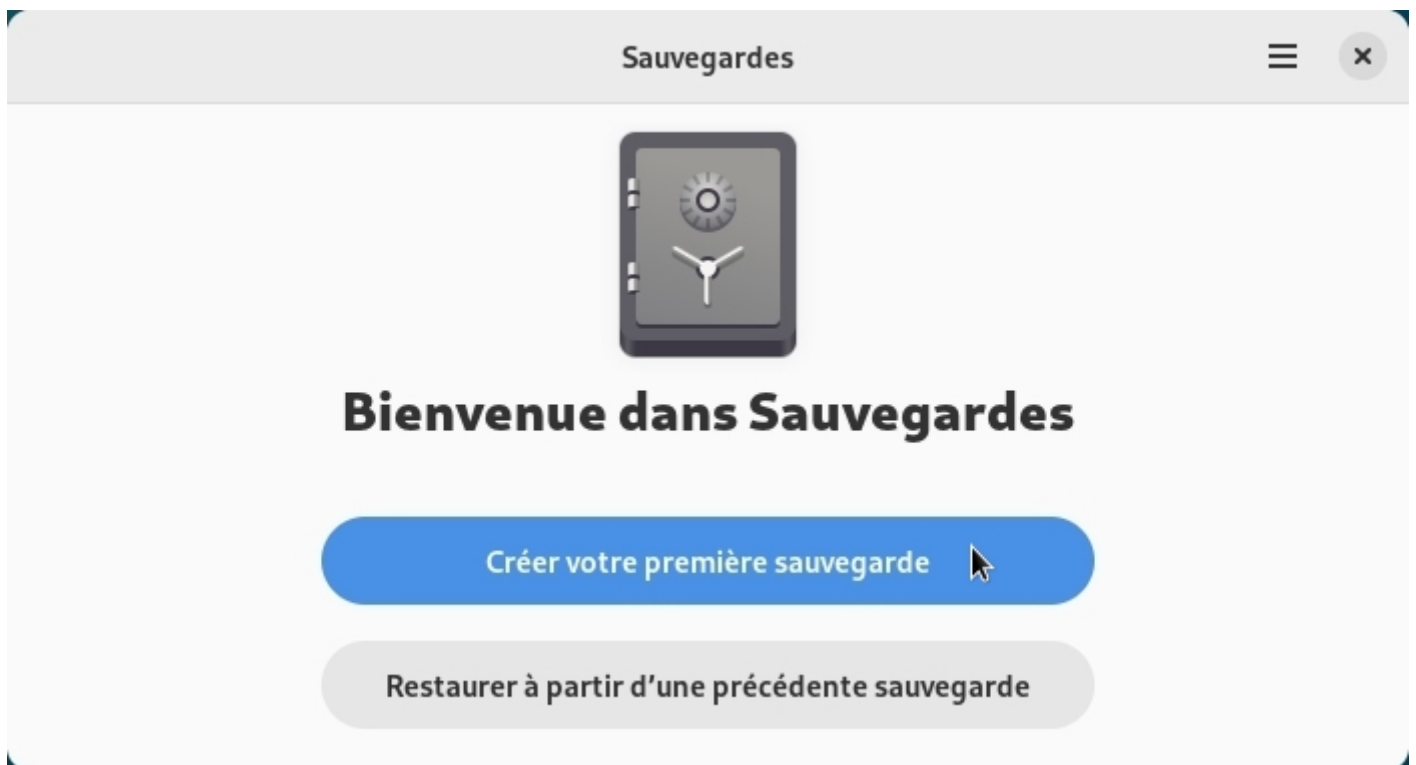 Sauvegardes
Bienvenue dans Sauvegardes
Créer votre première sauvegarde
Restaurer à partir d’une précédente sauvegarde